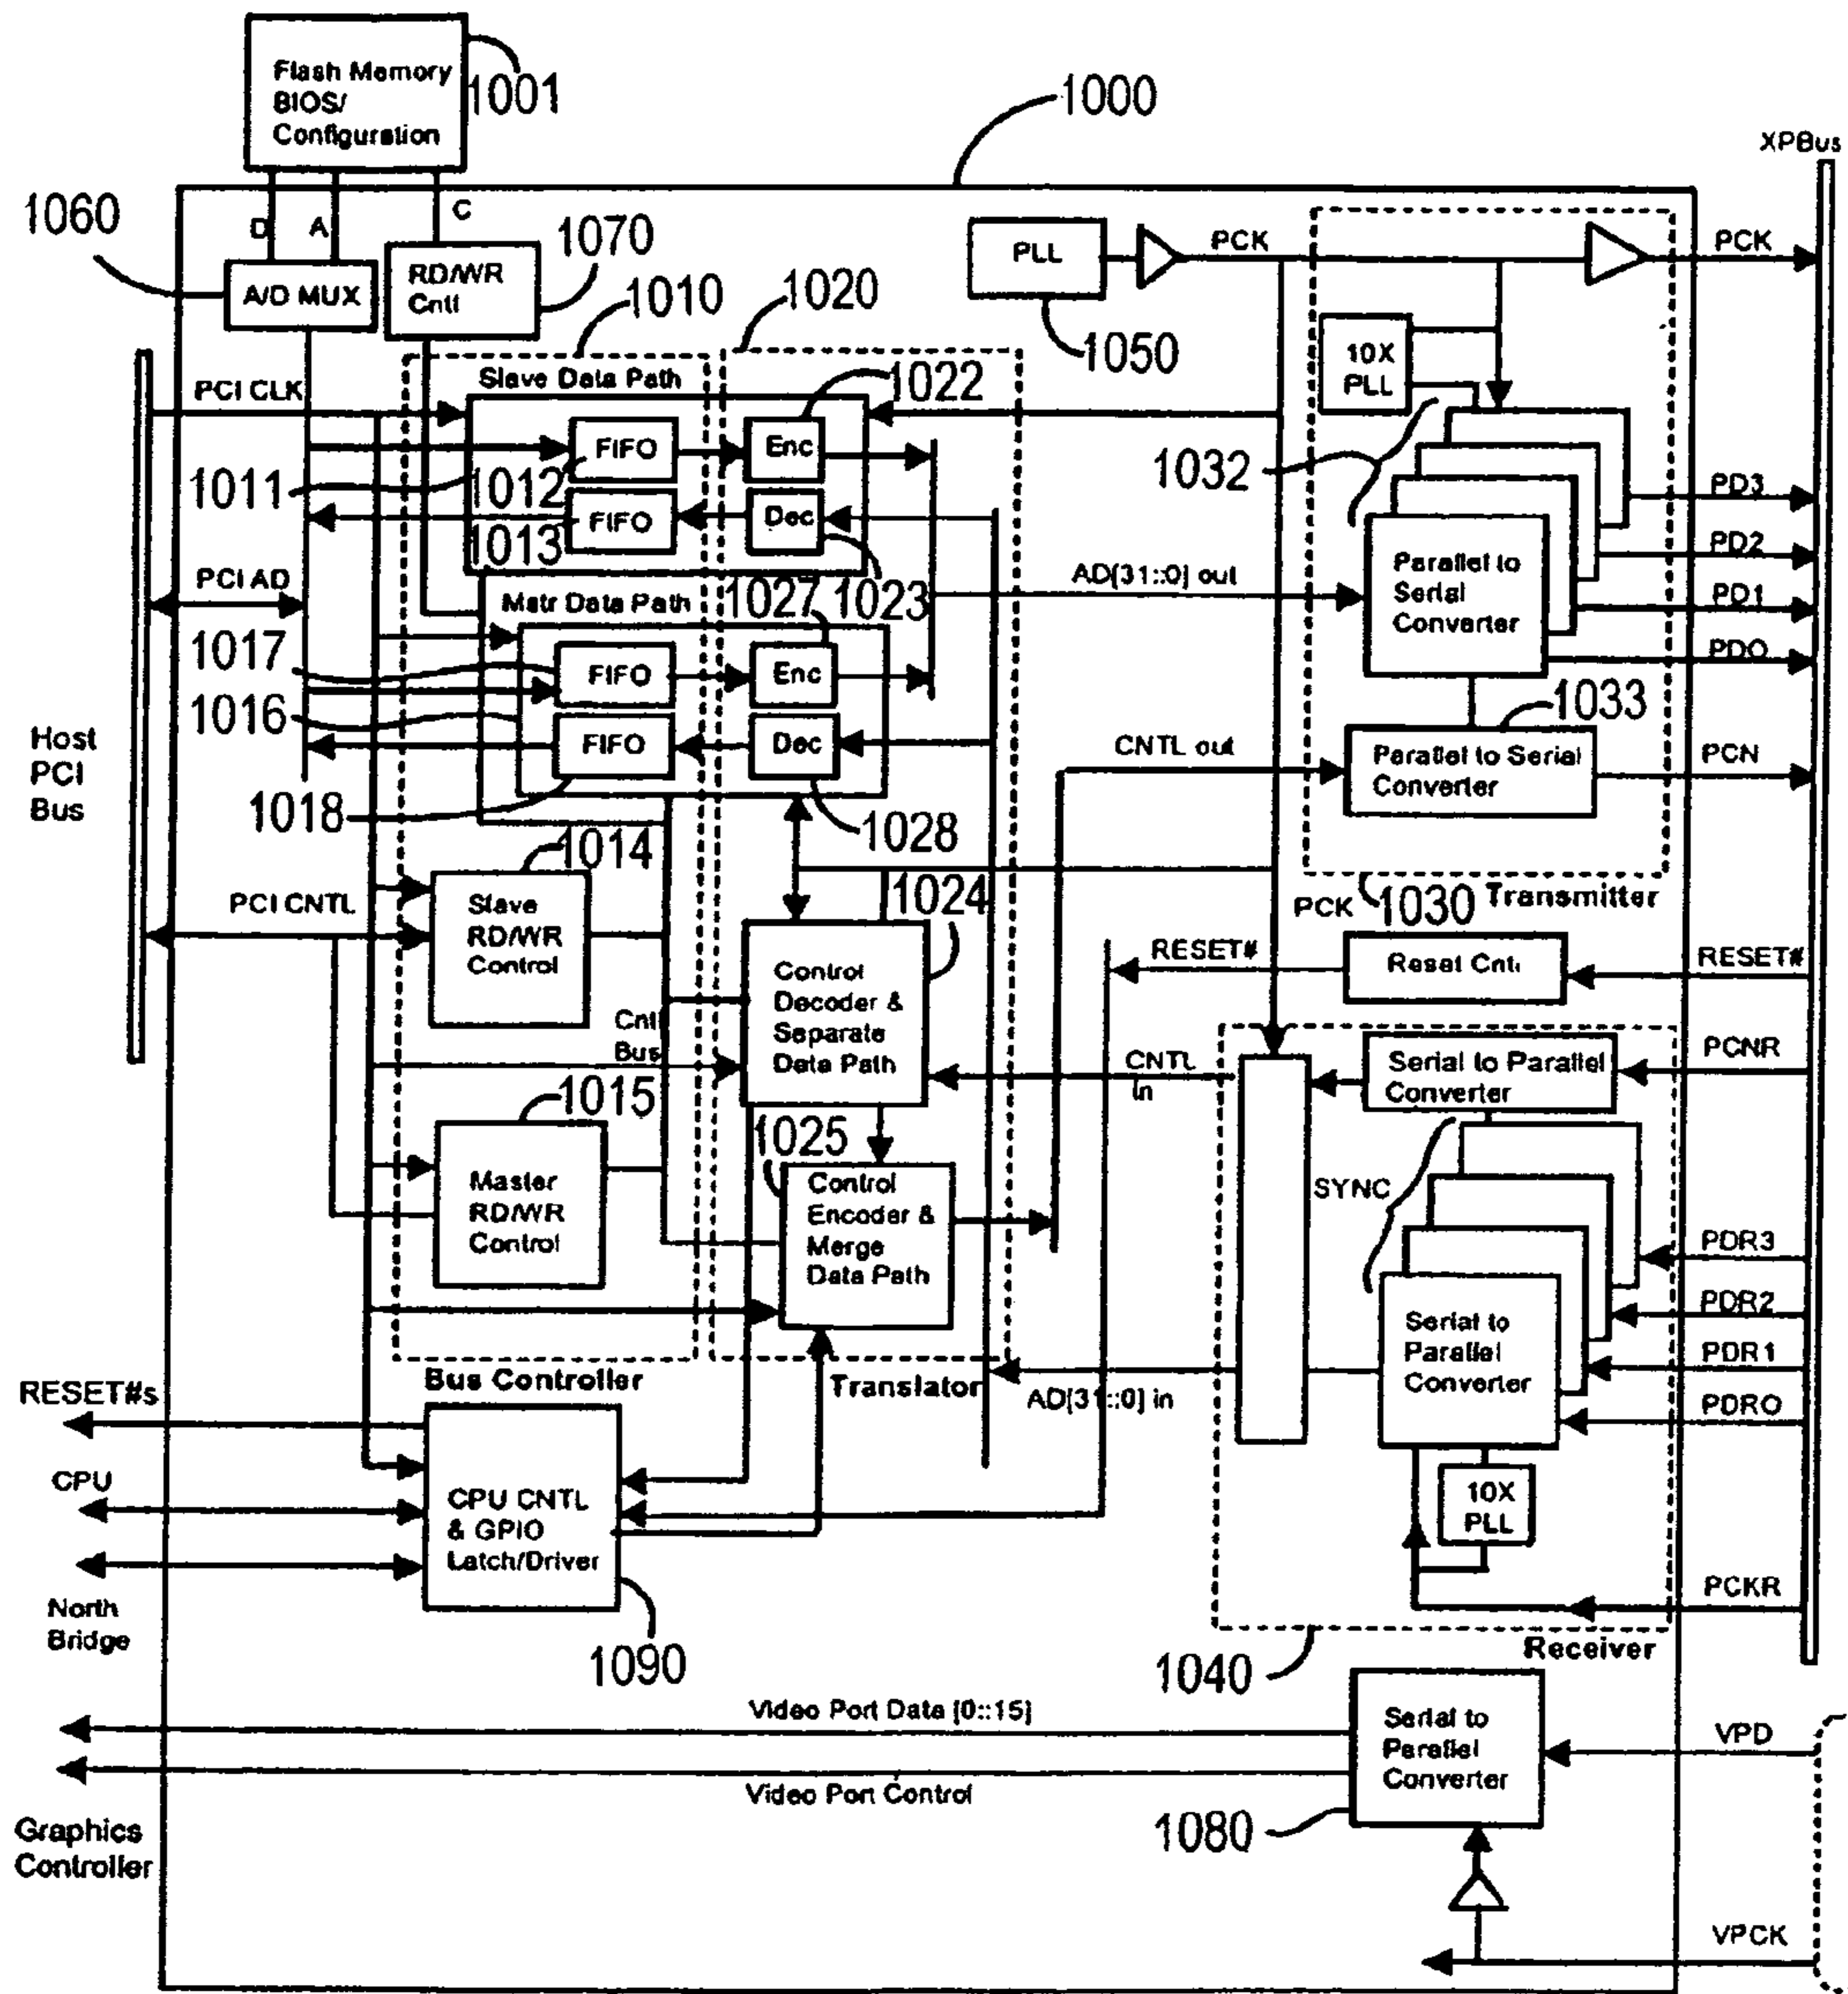 Flash Memory
BIOS/
Configuration
1001
1000
XPBus
1060
D
A
C
1070
A/D MUX
RD/WR
Cntl
1010
1020
PLL
PCK
PCK
1050
10X
PLL
PCI CLK
Slave Data Path
1022
FIFO
Enc
1011
1012
FIFO
Dec
1013
1032
PD3
PD2
PD1
PD0
PCI AD
Mstr Data Path
1027
1023
AD[31::0] out
Parallel to
Serial
Converter
1017
FIFO
Enc
1016
FIFO
Dec
1033
Host
PCI
Bus
CNTL out
Parallel to Serial
Converter
PCN
1018
1028
1014
1024
PCK
1030
Transmitter
PCI CNTL
Slave
RD/WR
Control
RESET#
Reset Cntl
RESET#
Control
Decoder &
Separate
Data Path
Cntl
Bus
CNTL
In
Serial to Parallel
Converter
PCNR
1015
1025
Master
RD/WR
Control
Control
Encoder &
Merge
Data Path
SYNC
PDR3
PDR2
PDR1
PDR0
Serial to
Parallel
Converter
Bus Controller
Translator
AD[31::0] in
RESET#s
CPU
CPU CNTL
& GPIO
Latch/Driver
10X
PLL
North
Bridge
PCKR
1090
1040
Receiver
Video Port Data [0::15]
Serial to
Parallel
Converter
VPD
Video Port Control
1080
Graphics
Controller
VPCK